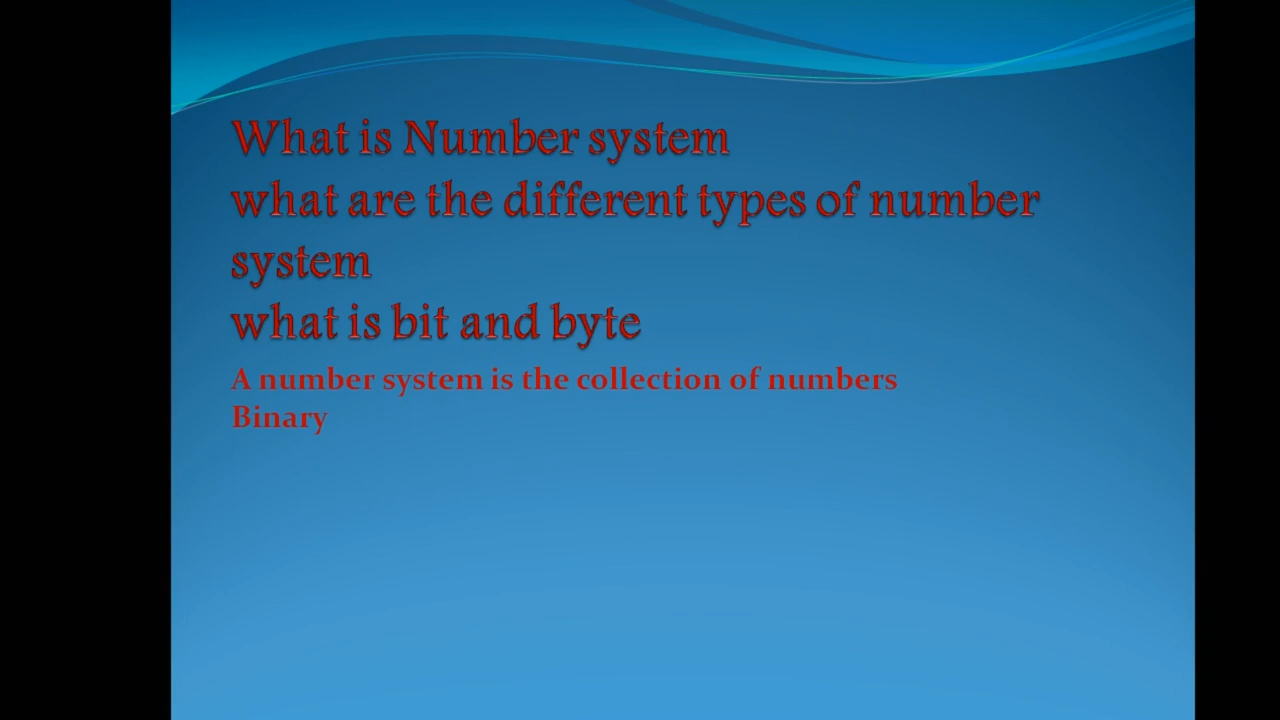 What is Number system
what are the different types of number
system
what is bit and byte
A number system is the collection of numbers
Binary